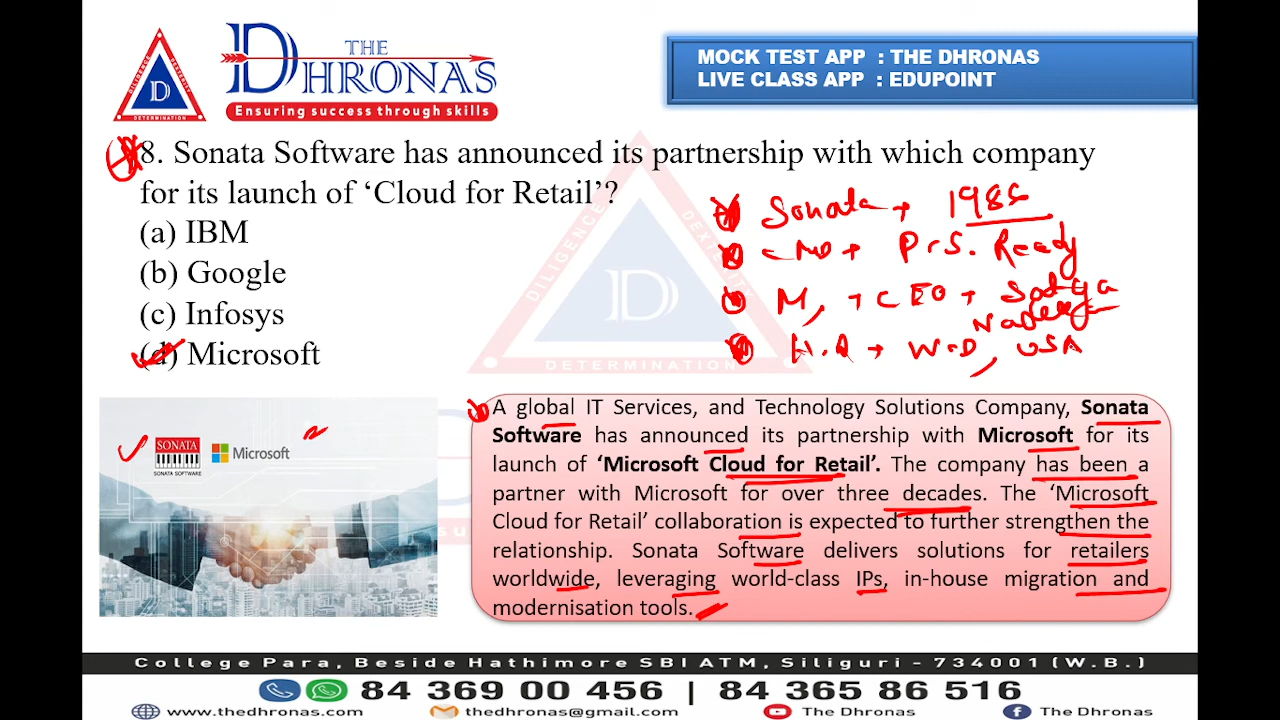 THE
DHRONAS
Ensuring success through skills
DILIGENCE
DEXTERITY
D
DETERMINATION
MOCK TEST APP : THE DHRONAS
LIVE CLASS APP : EDUPOINT
8. Sonata Software has announced its partnership with which company
for its launch of ‘Cloud for Retail’?
(a) IBM
(b) Google
(c) Infosys
(d) Microsoft
Sonata →
P.S. Ready
M, → CEO → Satya
Nadella
H.Q → W.D, USA
DILIGENCE
DEXTERITY
D
DETERMINATION
SONATA
SONATA SOFTWARE
Microsoft
A global IT Services, and Technology Solutions Company, Sonata
Software has announced its partnership with Microsoft for its
launch of ‘Microsoft Cloud for Retail’. The company has been a
partner with Microsoft for over three decades. The ‘Microsoft
Cloud for Retail’ collaboration is expected to further strengthen the
relationship. Sonata Software delivers solutions for retailers
worldwide, leveraging world-class IPs, in-house migration and
modernisation tools.
College Para, Beside Hathimore SBI ATM, Siliguri - 734001 (W.B.)
84 369 00 456 | 84 365 86 516
www.thedhronas.com thedhronas@gmail.com The Dhronas The Dhronas